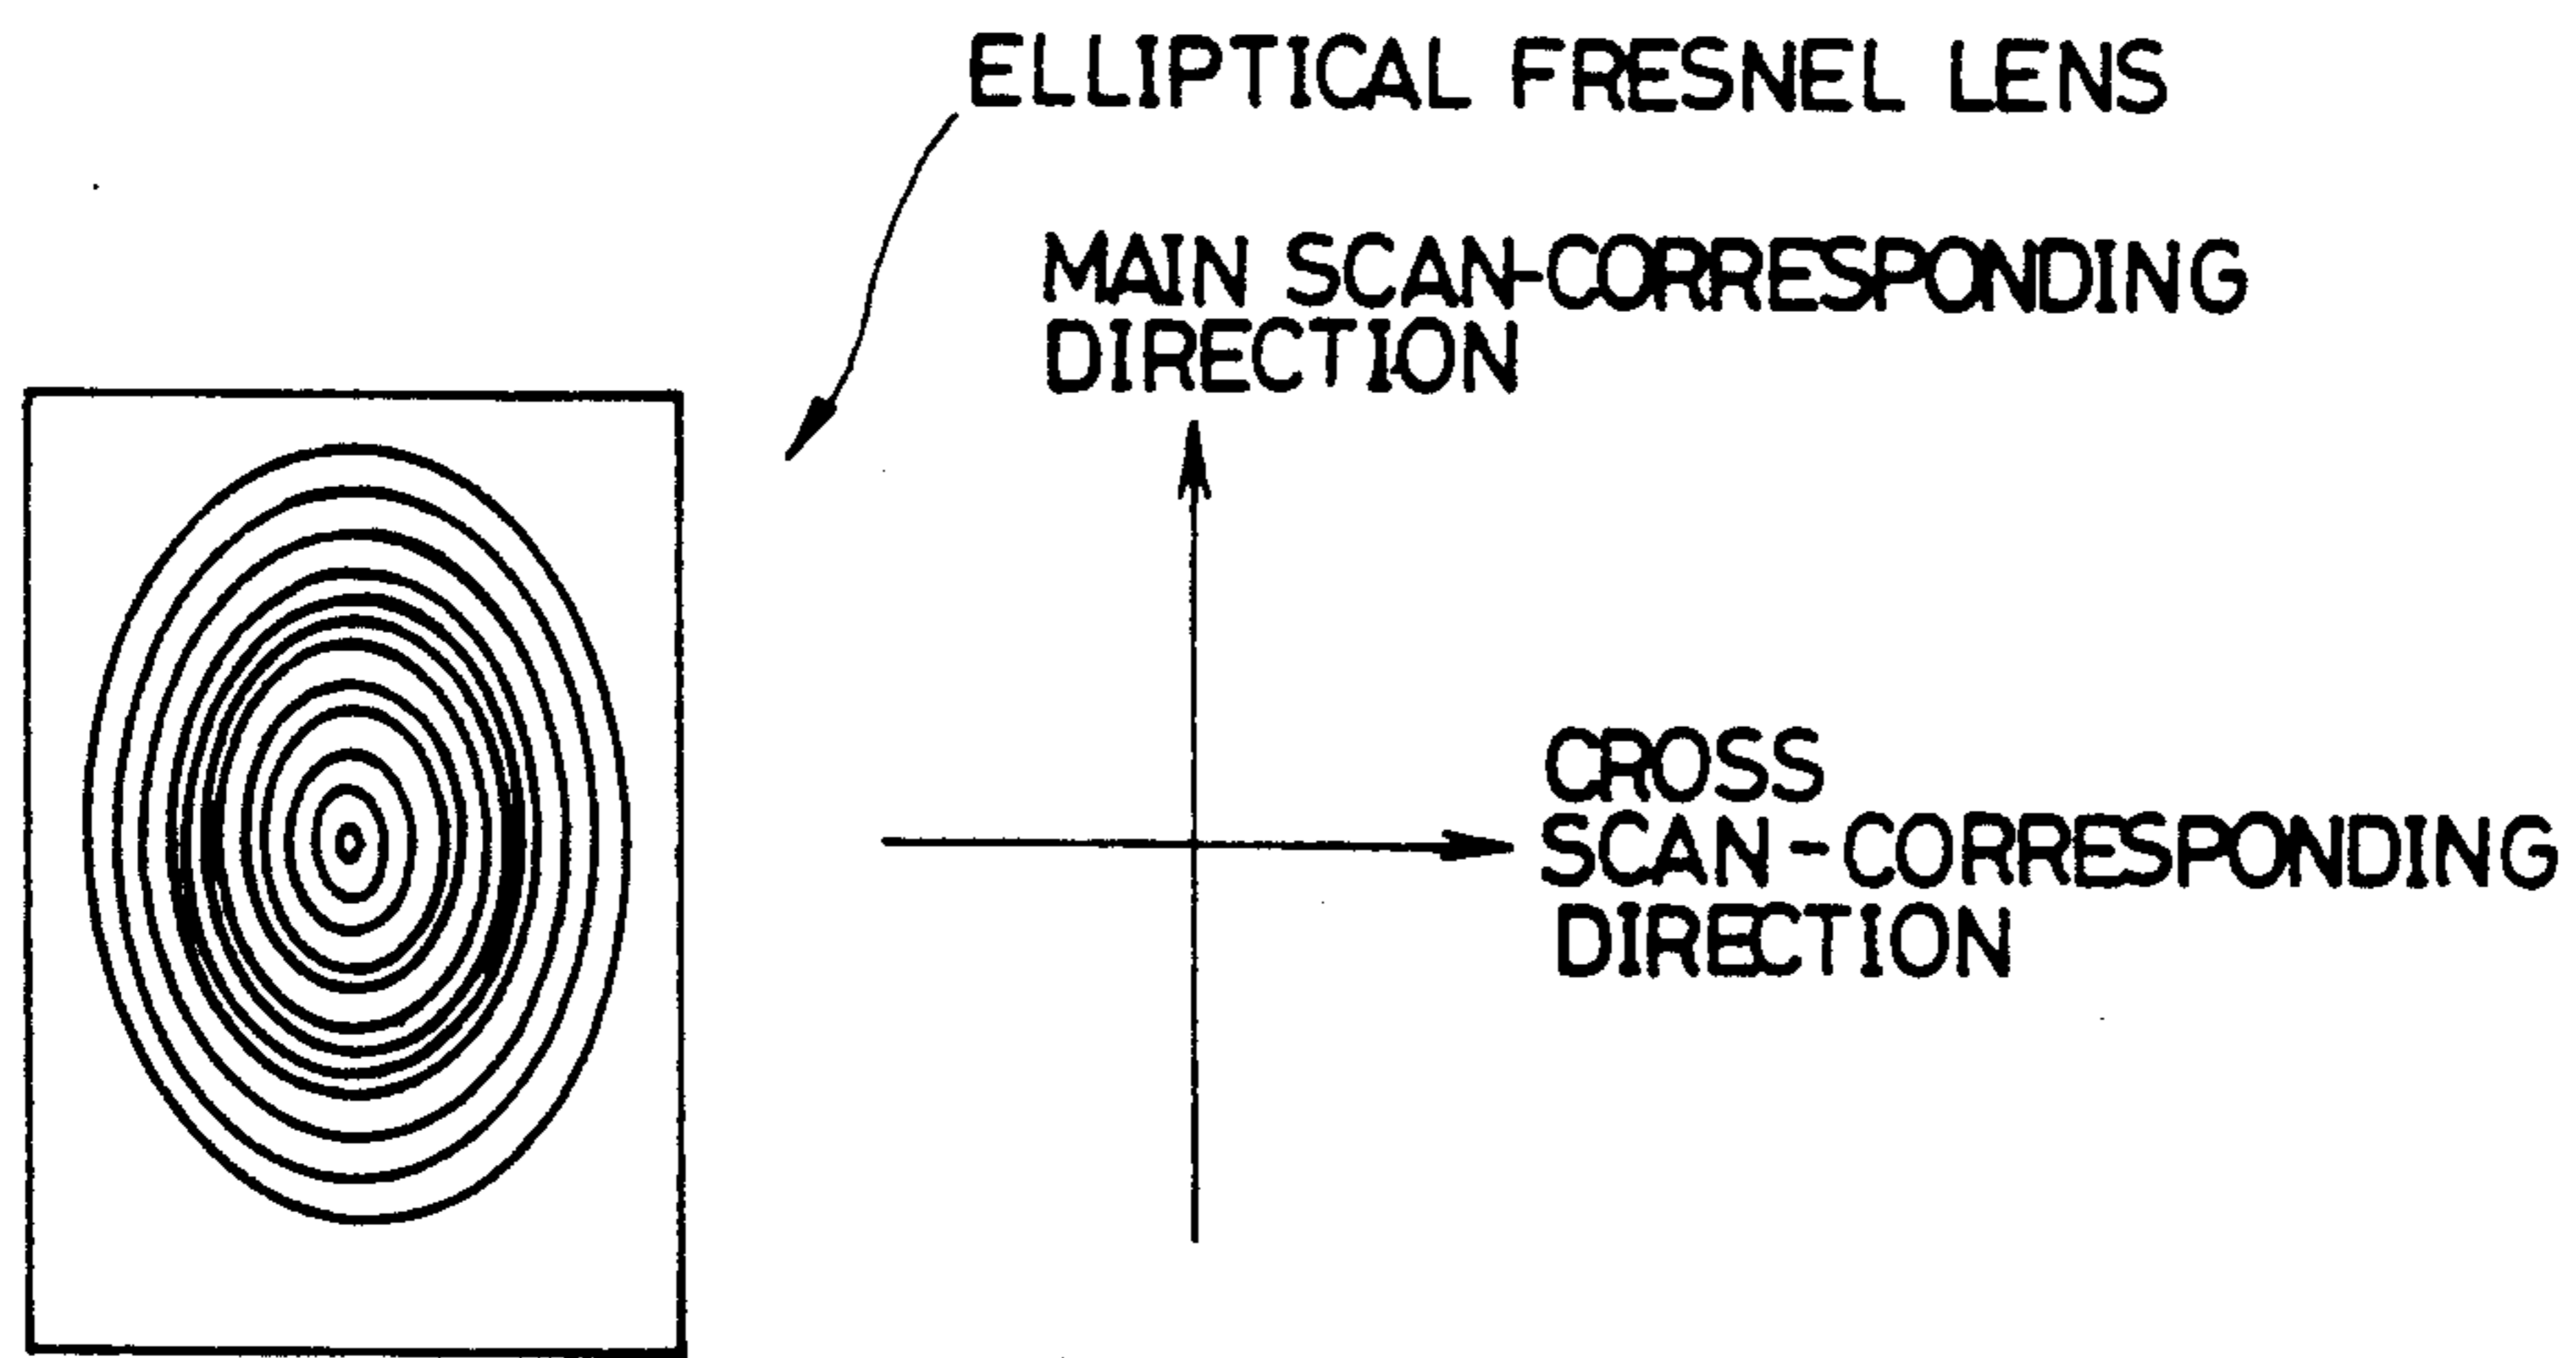 ELLIPTICAL FRESNEL LENS
MAIN SCAN-CORRESPONDING
DIRECTION
CROSS
SCAN-CORRESPONDING
DIRECTION